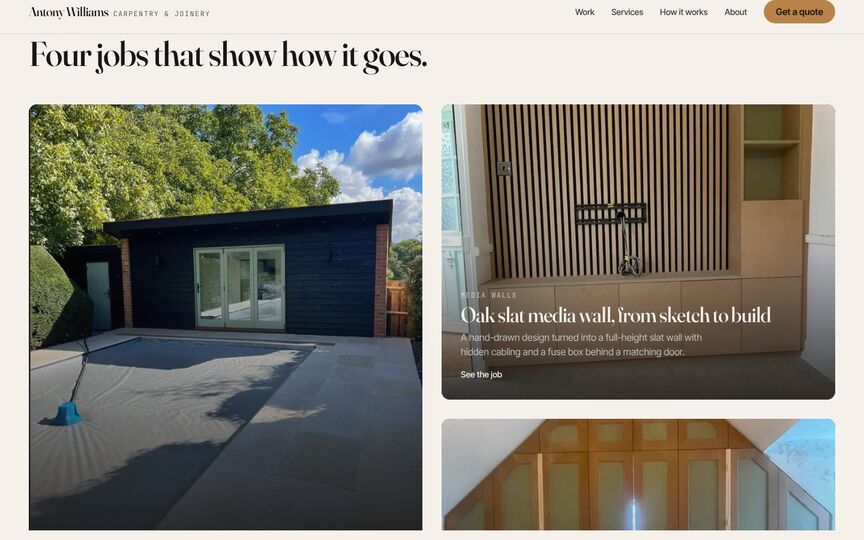 Antony Williams CARPENTRY & JOINERY
Work Services How it works About Get a quote
Four jobs that show how it goes.
MEDIA WALLS
Oak slat media wall, from sketch to build
A hand-drawn design turned into a full-height slat wall with
hidden cabling and a fuse box behind a matching door.
See the job